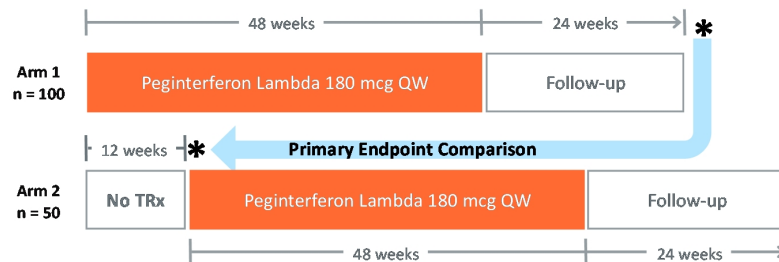 48 weeks
24 weeks
*
Arm 1
n = 100
Peginterferon Lambda 180 mcg QW
Follow-up
12 weeks
*
Primary Endpoint Comparison
Arm 2
n = 50
No TRx
Peginterferon Lambda 180 mcg QW
Follow-up
48 weeks
24 weeks